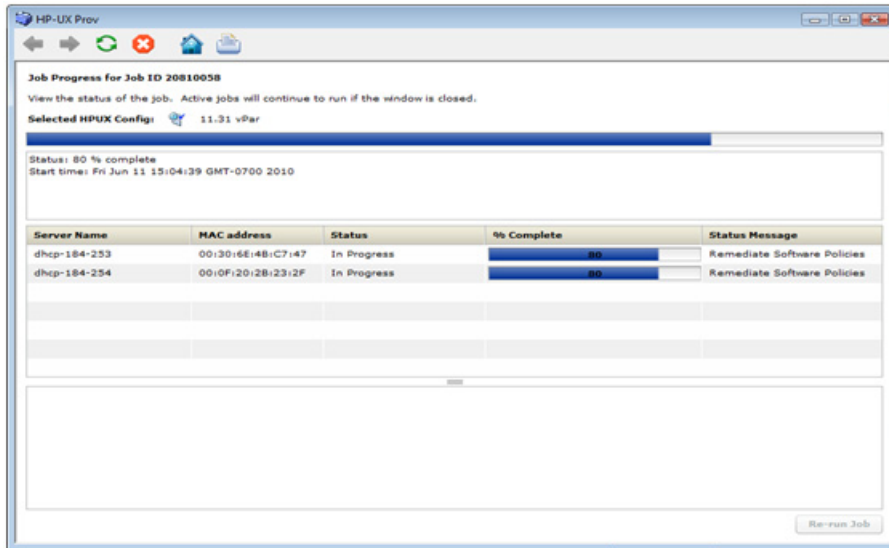 HP-UX Prov
Job Progress for Job ID 20810058
View the status of the job. Active jobs will continue to run if the window is closed.
Selected HPUX Config: 11.31 vPar
Status: 80 % complete
Start time: Fri Jun 11 15:04:39 GMT-0700 2010
Server Name MAC address Status % Complete Status Message
dhcp-184-253 00:30:6E:4B:C7:47 In Progress 80 Remediate Software Policies
dhcp-184-254 00:0F:20:2B:23:2F In Progress 80 Remediate Software Policies
Re-run Job